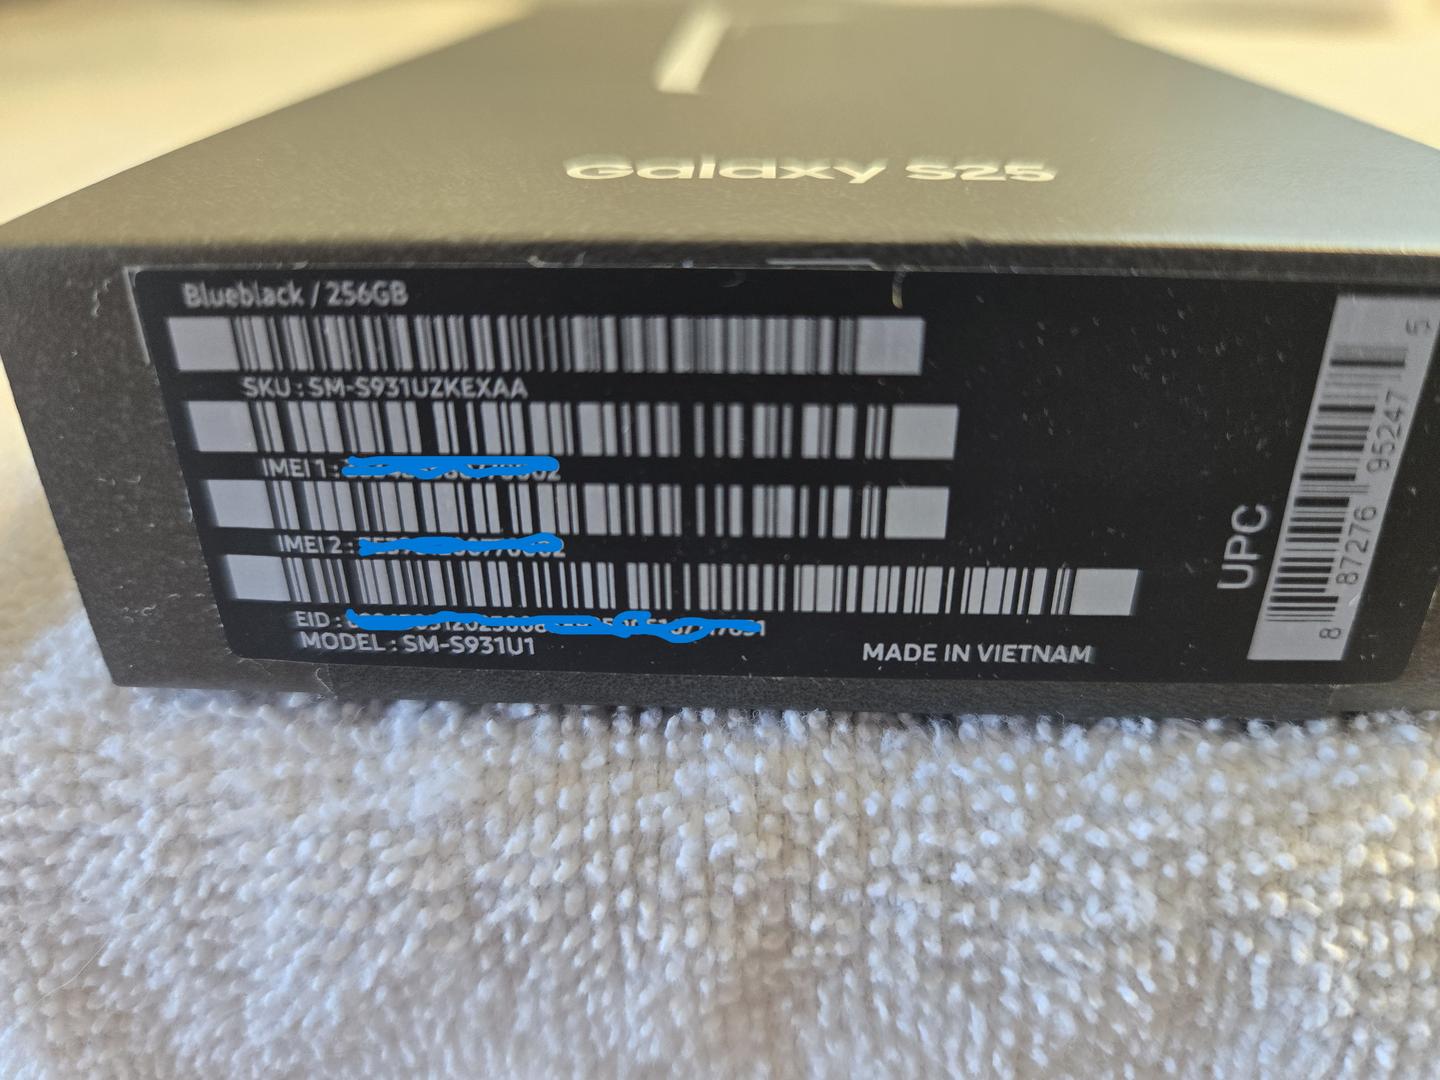 Galaxy S25
Blueblack / 256GB
SKU : SM-S931UZKEXAA
IMEI 1 :
IMEI 2 :
EID :
MODEL : SM-S931U1
MADE IN VIETNAM
UPC
8 87276 95247 5